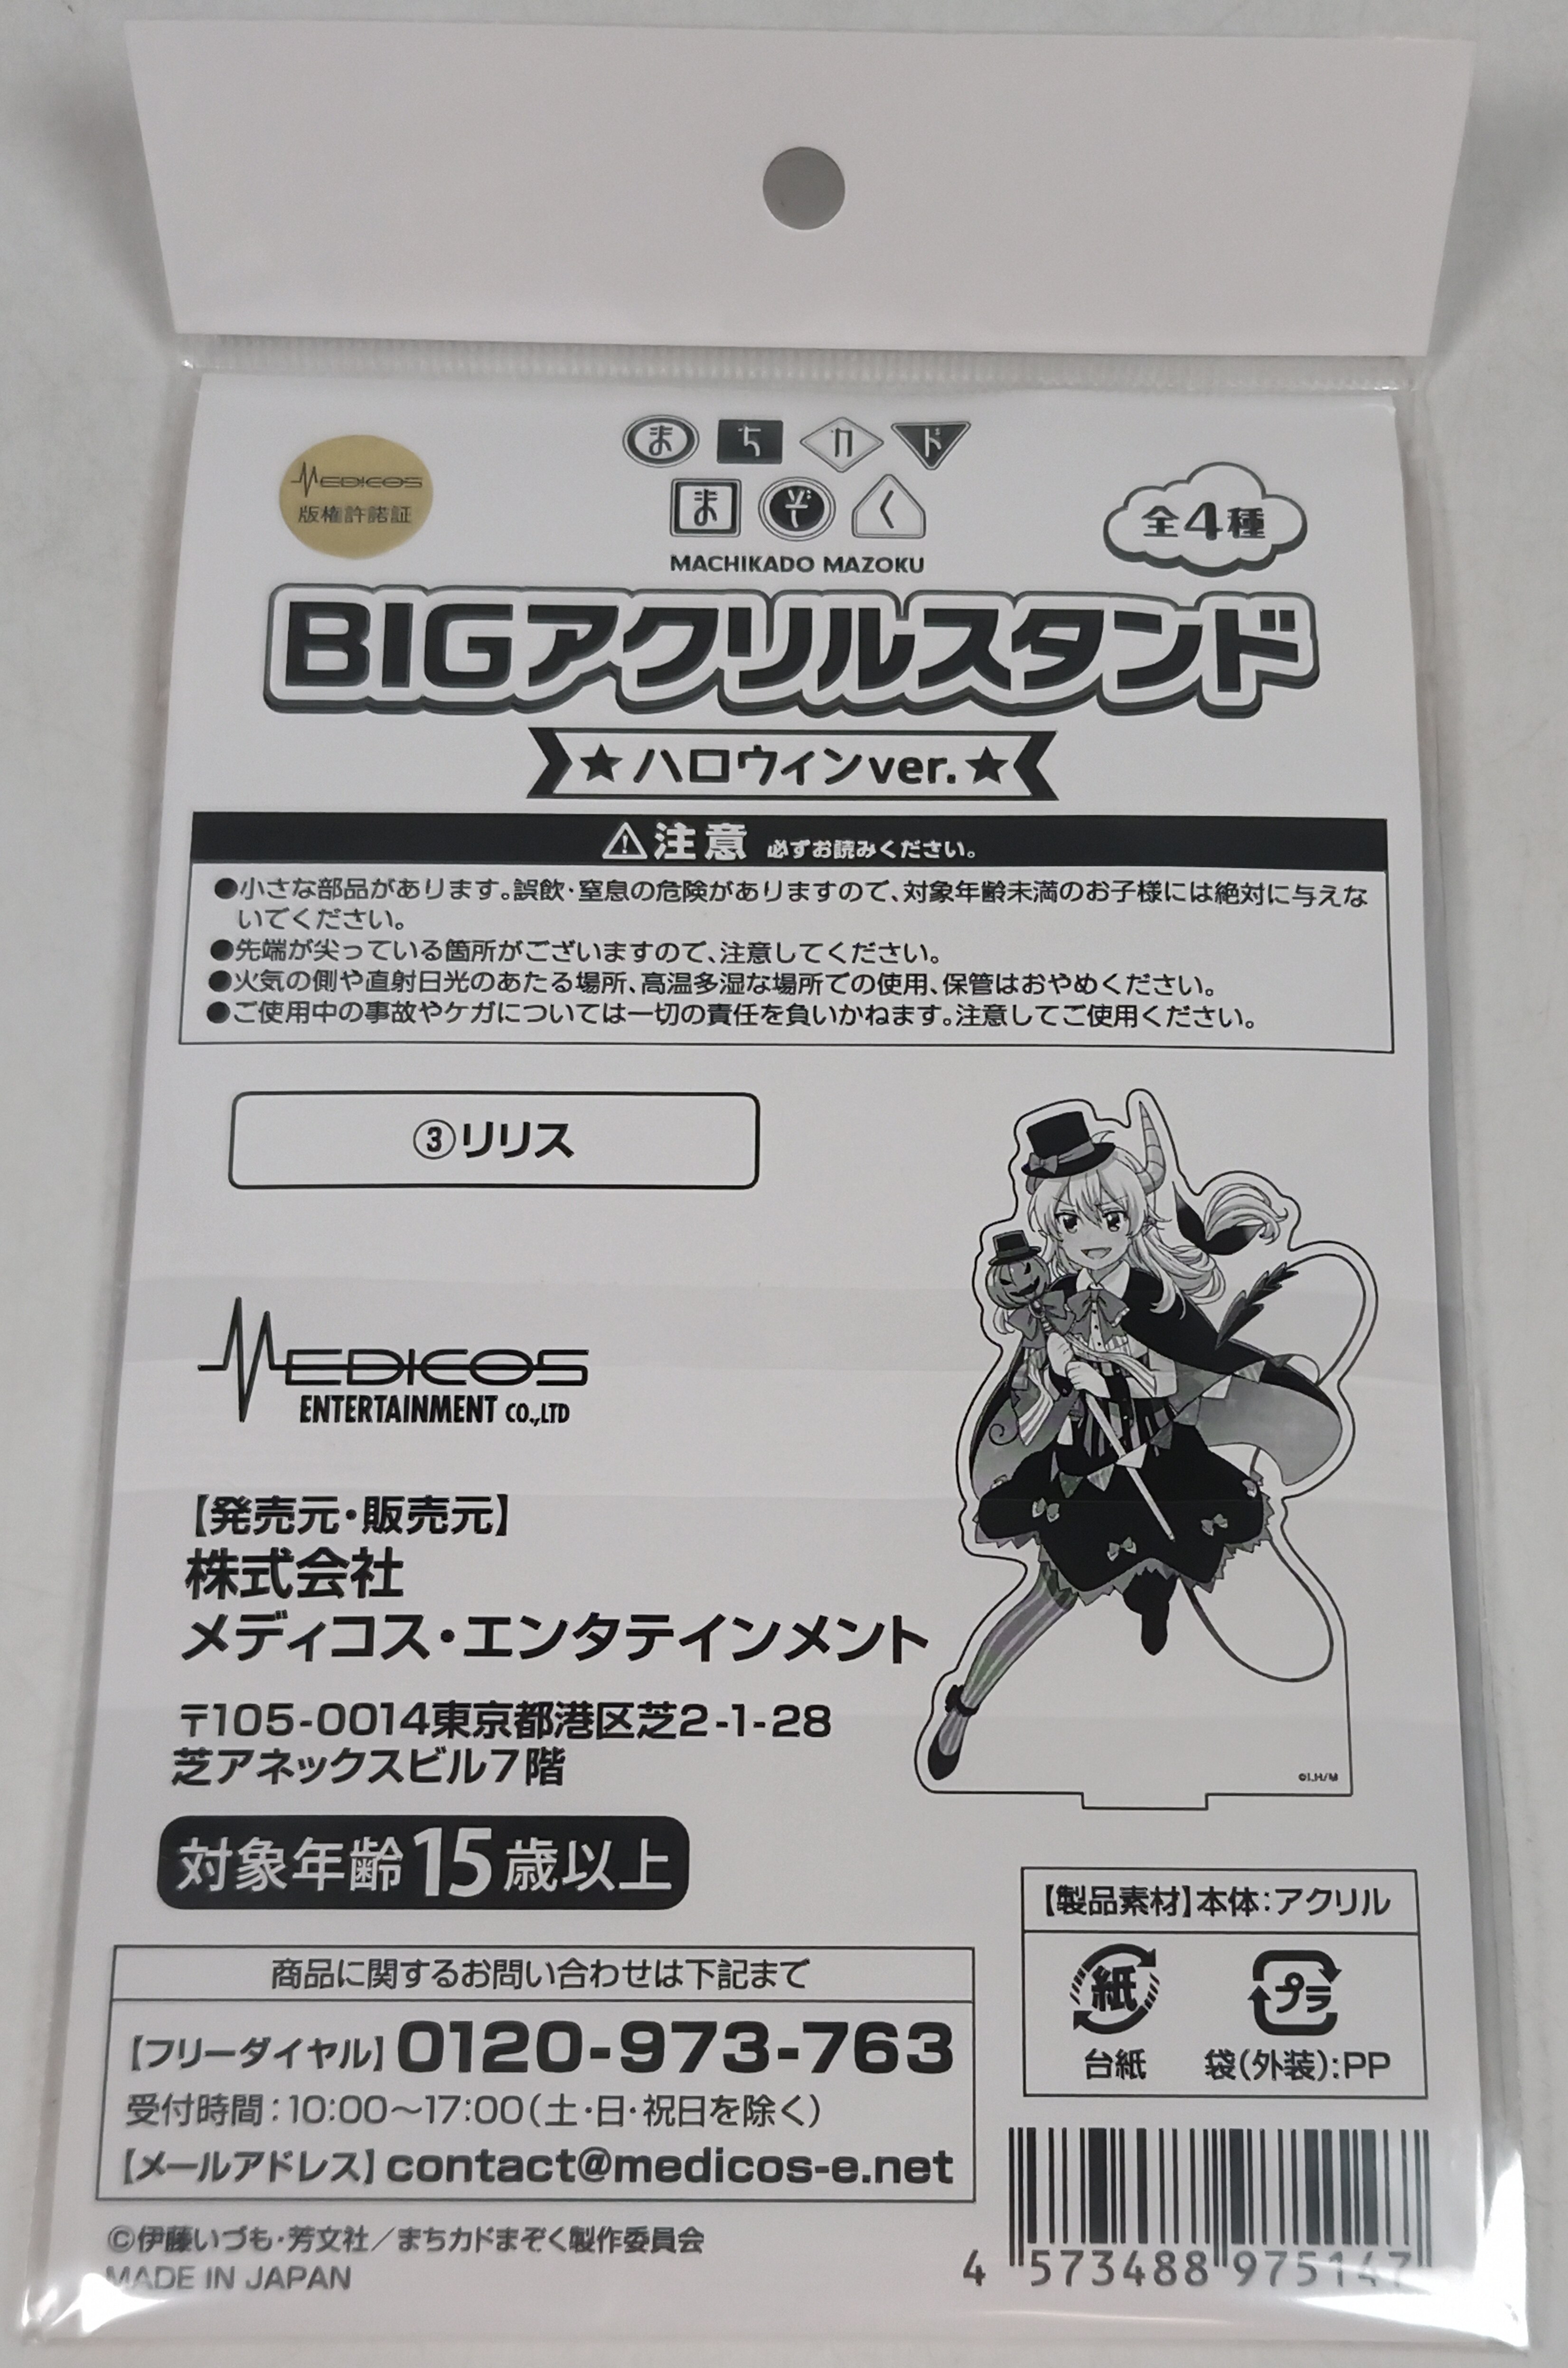 MEDICOS
版権許諾証
まちカド
まぞく
MACHIKADO MAZOKU
全4種
BIGアクリルスタンド
★ハロウィンver.★
⚠注意 必ずお読みください。
●小さな部品があります。誤飲・窒息の危険がありますので、対象年齢未満のお子様には絶対に与えな
いでください。
●先端が尖っている箇所がございますので、注意してください。
●火気の側や直射日光のあたる場所、高温多湿な場所での使用、保管はおやめください。
●ご使用中の事故やケガについては一切の責任を負いかねます。注意してご使用ください。
③リリス
MEDICOS
ENTERTAINMENT CO.,LTD
【発売元・販売元】
株式会社
メディコス・エンタテインメント
〒105-0014東京都港区芝2-1-28
芝アネックスビル7階
©I.H/M
対象年齢15歳以上
【製品素材】本体:アクリル
紙
プラ
台紙
袋(外装):PP
商品に関するお問い合わせは下記まで
【フリーダイヤル】0120-973-763
受付時間:10:00～17:00(土・日・祝日を除く)
【メールアドレス】contact@medicos-e.net
©伊藤いづも・芳文社／まちカドまぞく製作委員会
MADE IN JAPAN
4 573488 975147